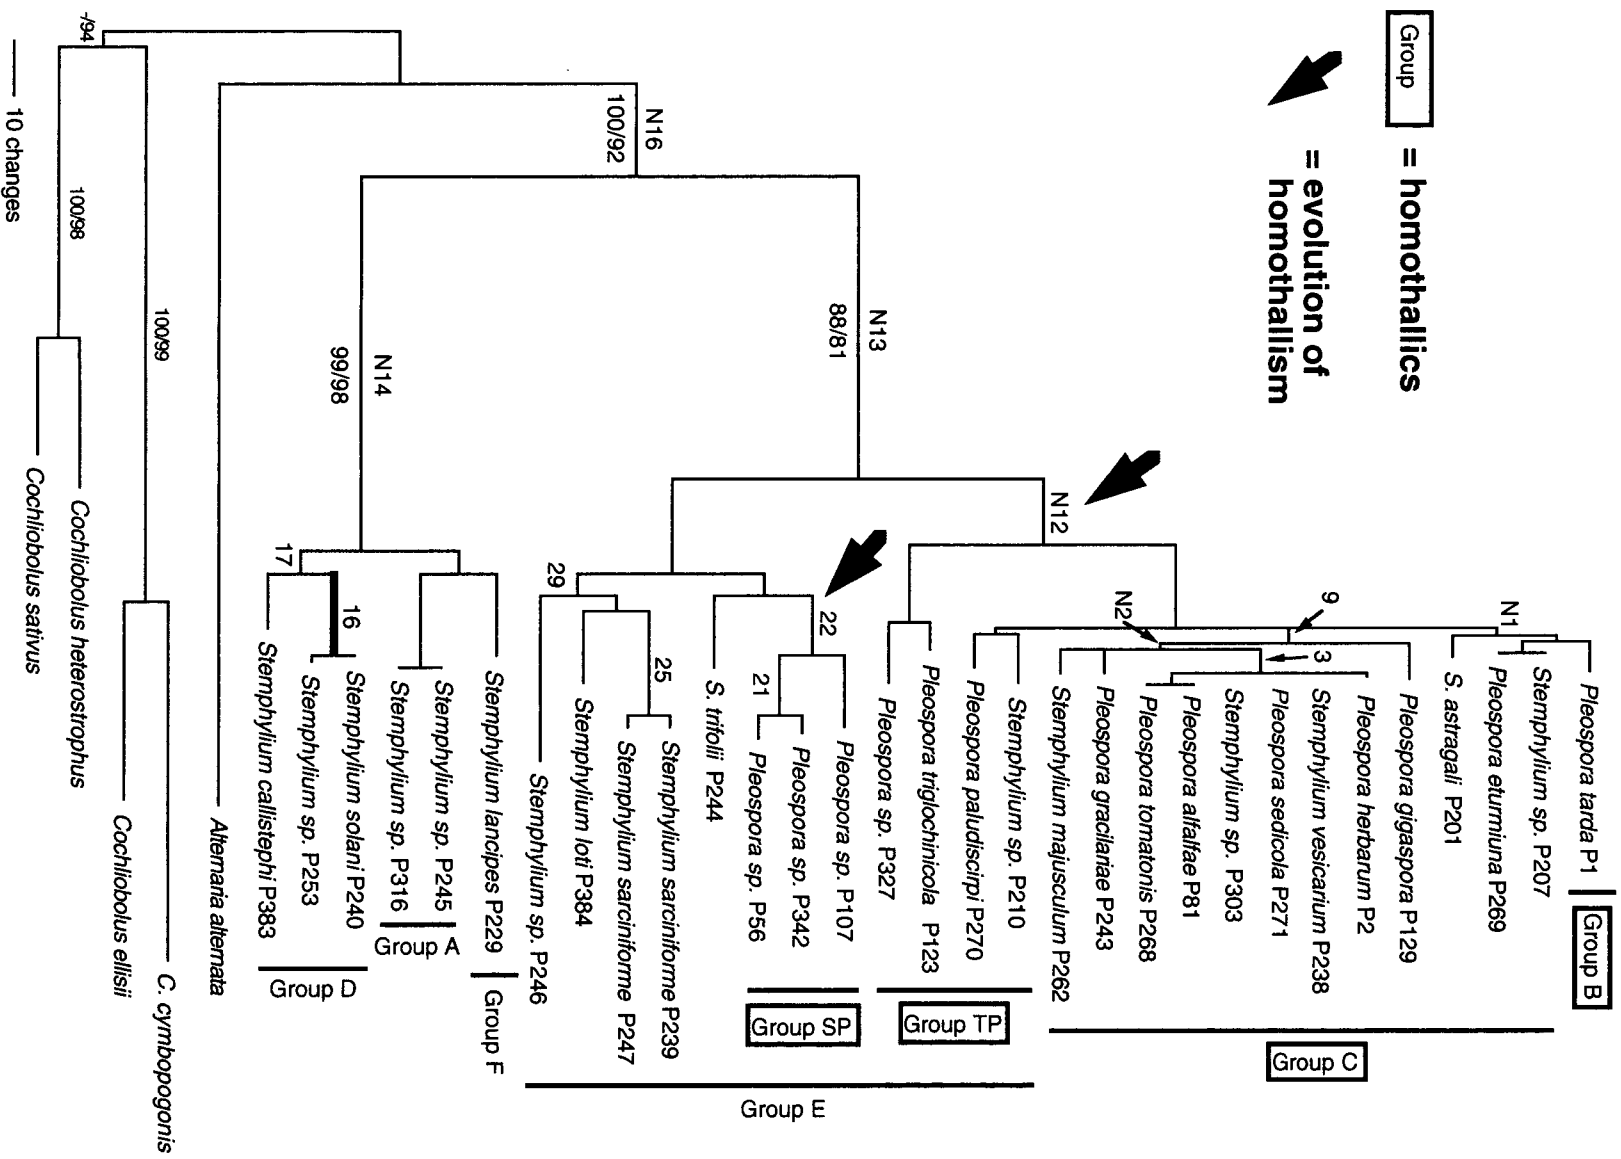 Group
= homothallics
= evolution of
homothallism
Pleospora tarda P1
Stemphylium sp. P207
Pleospora eturmiuna P269
S. astragali P201
Pleospora gigaspora P129
Pleospora herbarum P2
Stemphylium vesicarium P238
Pleospora sedicola P271
Stemphylium sp. P303
Pleospora alfalfae P81
Pleospora tomatonis P268
Pleospora gracilariae P243
Stemphylium majusculum P262
Stemphylium sp. P210
Pleospora paludiscirpi P270
Pleospora triglochinicola P123
Pleospora sp. P327
Pleospora sp. P107
Pleospora sp. P342
Pleospora sp. P56
S. trifolii P244
Stemphylium sarciniforme P239
Stemphylium sarciniforme P247
Stemphylium loti P384
Stemphylium sp. P246
Stemphylium lancipes P229
Stemphylium sp. P245
Stemphylium sp. P316
Stemphylium solani P240
Stemphylium sp. P253
Stemphylium callistephi P383
Alternaria alternata
C. cymbopogonis
Cochliobolus ellisii
Cochliobolus heterostrophus
Cochliobolus sativus
Group B
Group C
Group TP
Group SP
Group E
Group F
Group A
Group D
N1
9
N2
3
N12
22
21
25
29
N13
88/81
N16
100/92
N14
99/98
16
17
100/99
100/98
-/94
10 changes